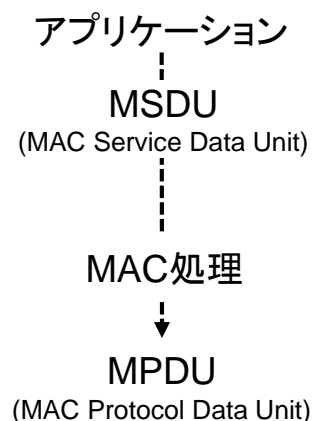 アプリケーション
MSDU
(MAC Service Data Unit)
MAC処理
MPDU
(MAC Protocol Data Unit)